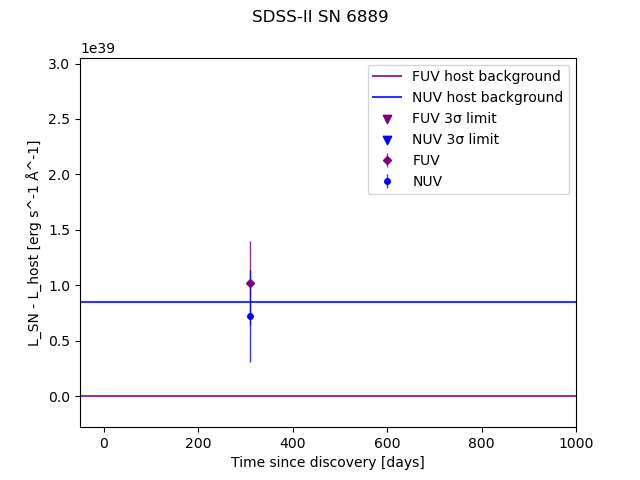 SDSS-II SN 6889
1e39
3.0
2.5
2.0
1.5
1.0
0.5
0.0
L_SN - L_host [erg s^-1 Å^-1]
FUV host background
NUV host background
FUV 3σ limit
NUV 3σ limit
FUV
NUV
0 200 400 600 800 1000
Time since discovery [days]